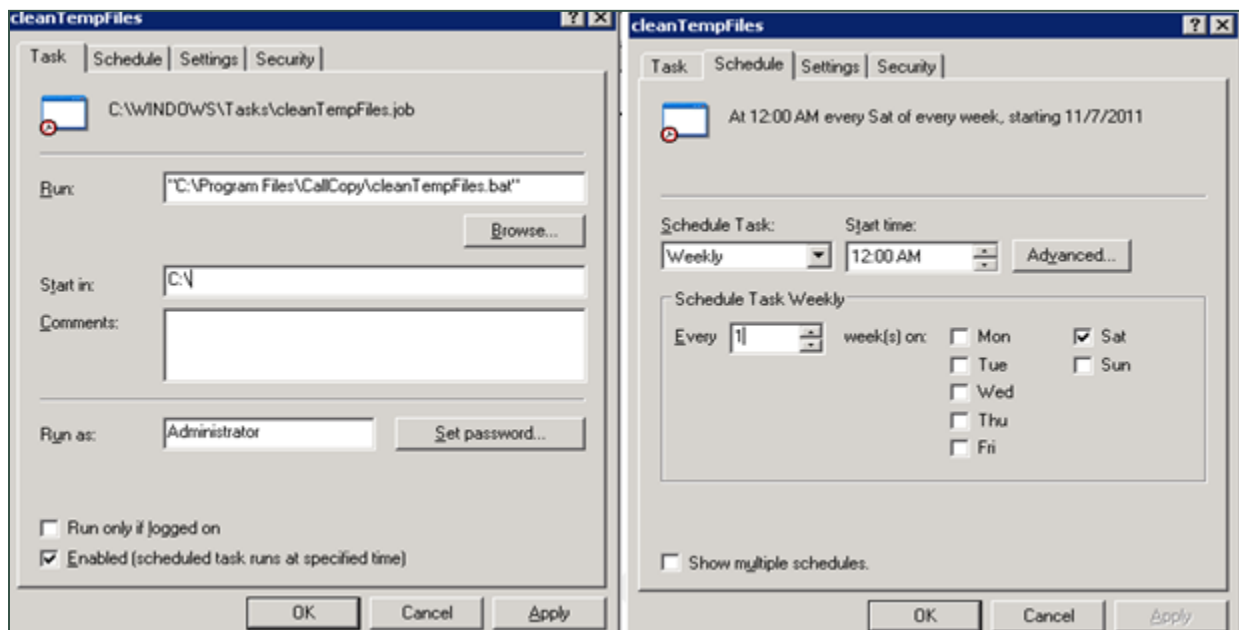 cleanTempFiles
Task Schedule Settings Security
C:\WINDOWS\Tasks\cleanTempFiles.job
Run: "C:\Program Files\CallCopy\cleanTempFiles.bat"
Browse...
Start in: C:\
Comments:
Run as: Administrator Set password...
Run only if logged on
Enabled (scheduled task runs at specified time)
OK Cancel Apply
cleanTempFiles
Task Schedule Settings Security
At 12:00 AM every Sat of every week, starting 11/7/2011
Schedule Task: Start time:
Weekly 12:00 AM Advanced...
Schedule Task Weekly
Every 1 week(s) on: Mon Sat
Tue Sun
Wed
Thu
Fri
Show multiple schedules.
OK Cancel Apply